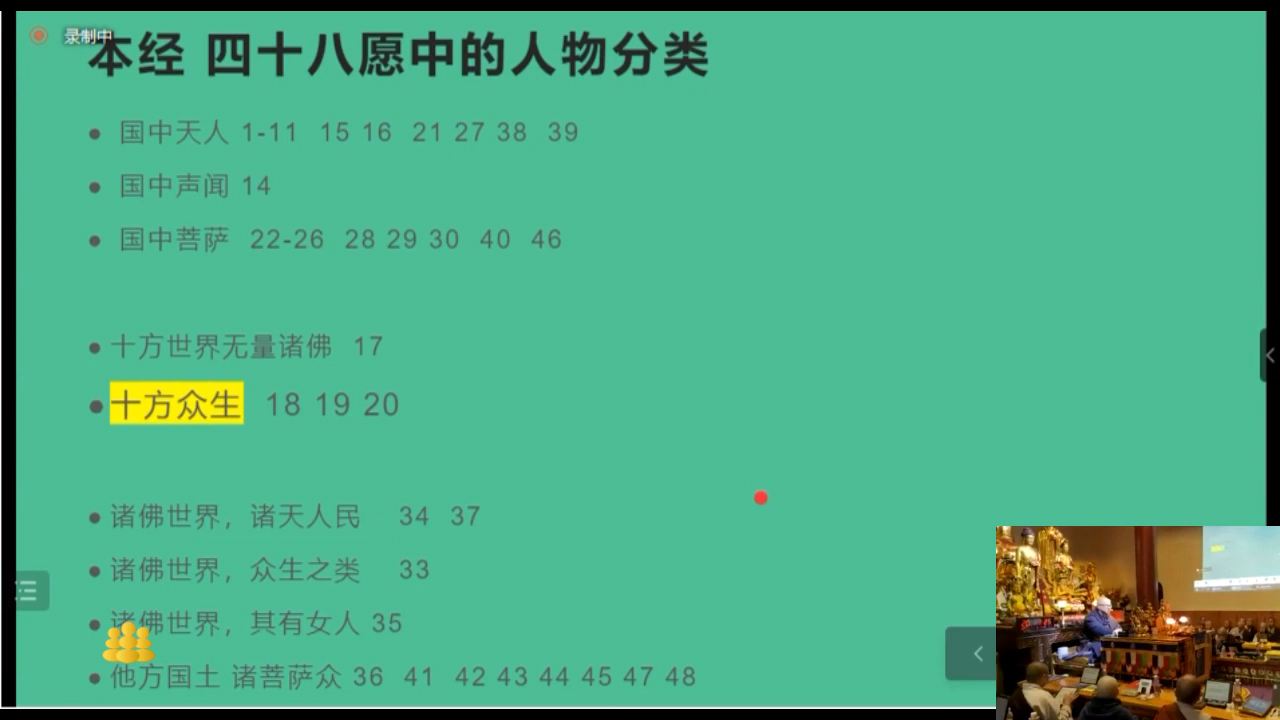 录制中
本经 四十八愿中的人物分类
国中天人 1-11 15 16 21 27 38 39
国中声闻 14
国中菩萨 22-26 28 29 30 40 46
十方世界无量诸佛 17
十方众生 18 19 20
诸佛世界，诸天人民 34 37
诸佛世界，众生之类 33
诸佛世界，其有女人 35
他方国土 诸菩萨众 36 41 42 43 44 45 47 48